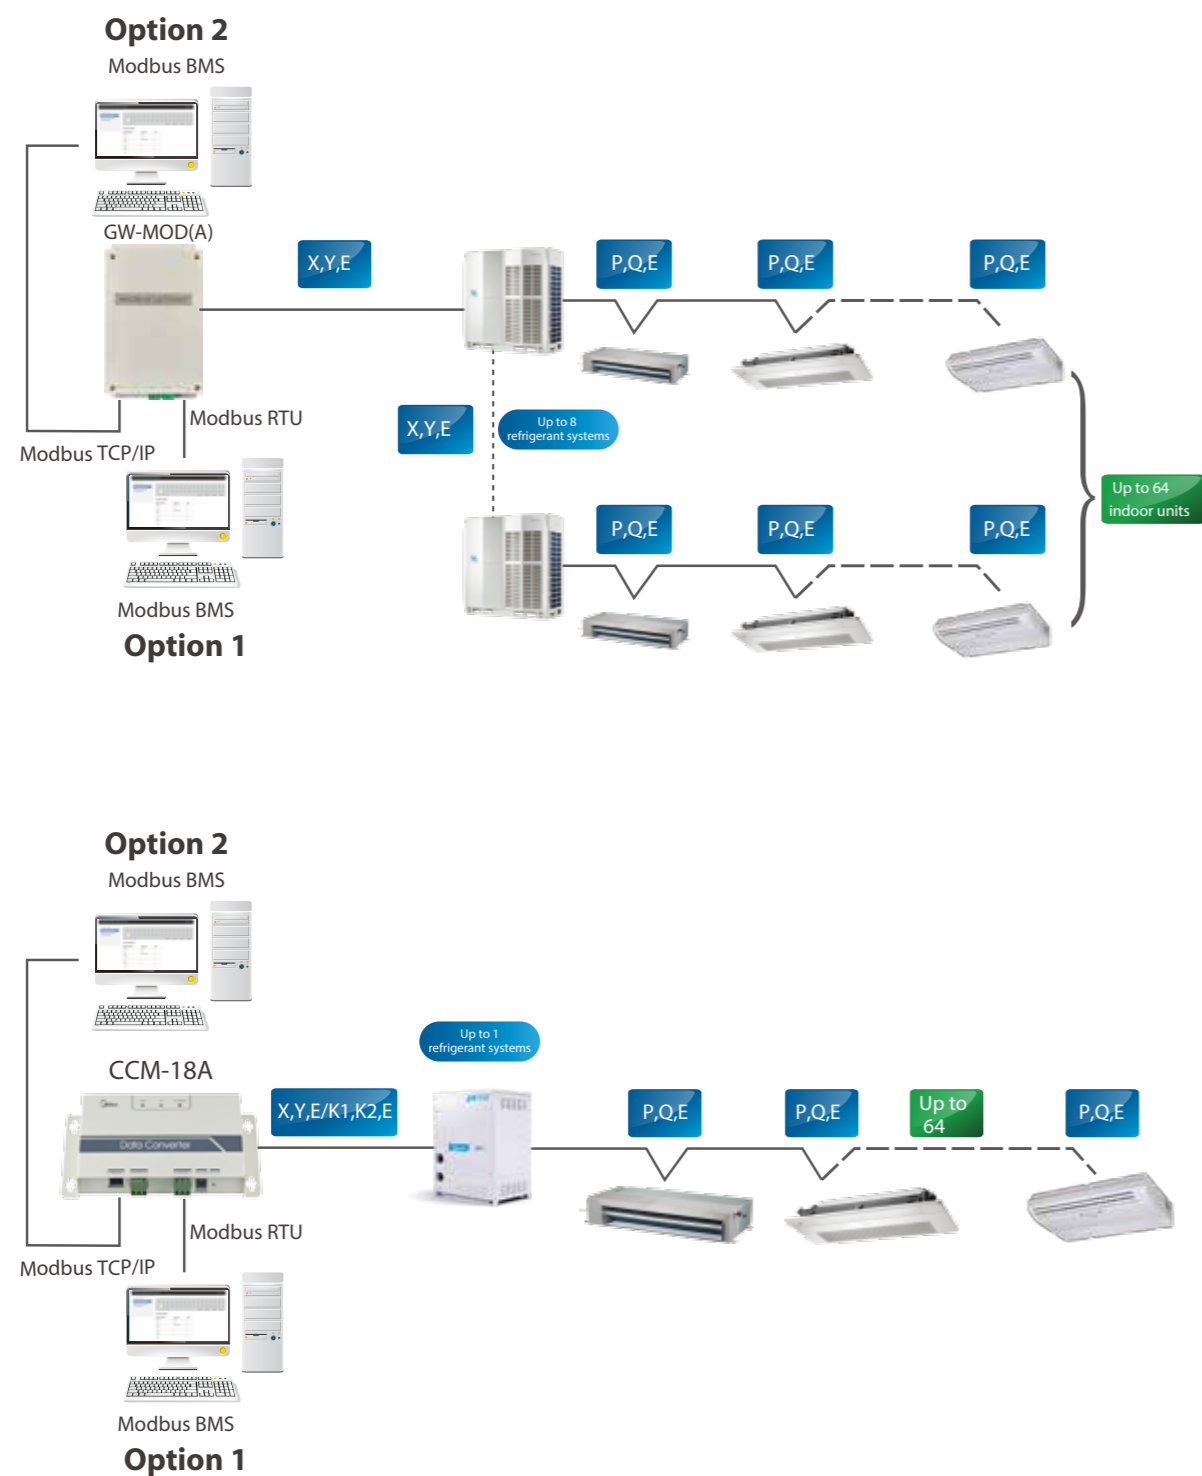 Option 2
Modbus BMS
GW-MOD(A)
X,Y,E
P,Q,E
P,Q,E
P,Q,E
Modbus RTU
Modbus TCP/IP
X,Y,E
Up to 8
refrigerant systems
Up to 64
indoor units
P,Q,E
P,Q,E
P,Q,E
Modbus BMS
Option 1
Option 2
Modbus BMS
Up to 1
refrigerant systems
CCM-18A
X,Y,E/K1,K2,E
P,Q,E
P,Q,E
Up to
64
P,Q,E
Data Converter
Modbus RTU
Modbus TCP/IP
Modbus BMS
Option 1